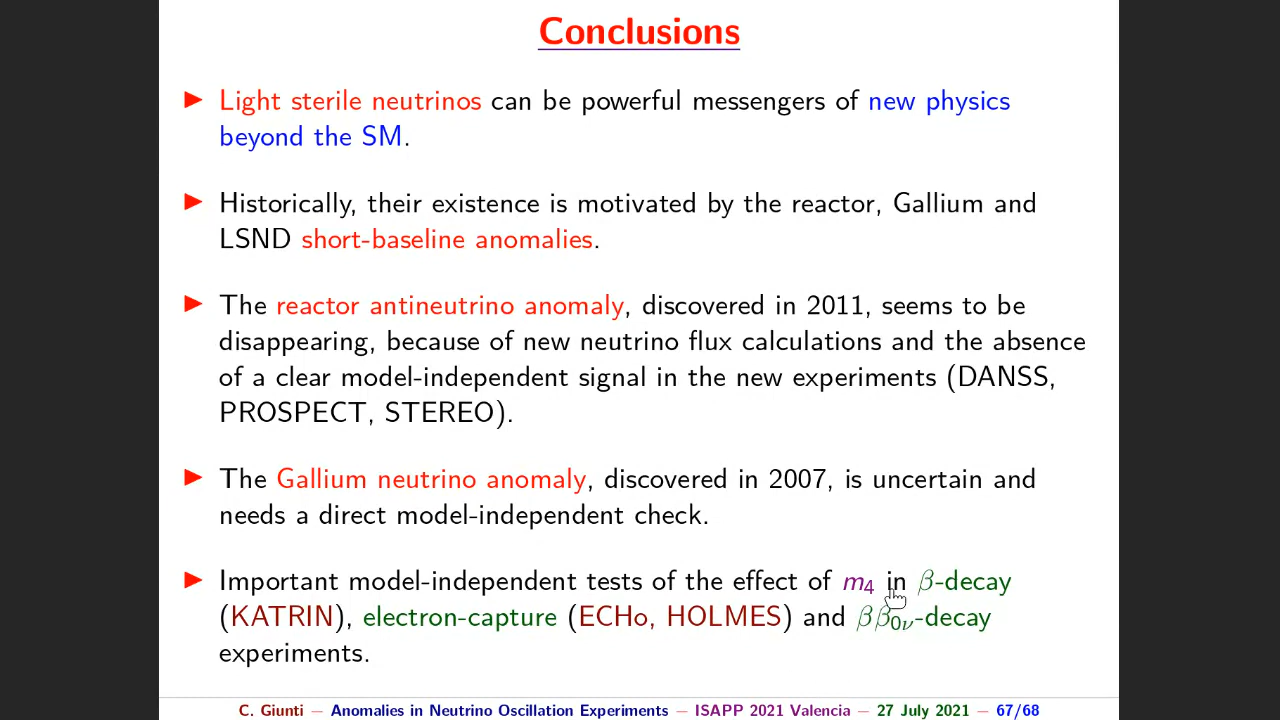 Conclusions
▶ Light sterile neutrinos can be powerful messengers of new physics
beyond the SM.
▶ Historically, their existence is motivated by the reactor, Gallium and
LSND short-baseline anomalies.
▶ The reactor antineutrino anomaly, discovered in 2011, seems to be
disappearing, because of new neutrino flux calculations and the absence
of a clear model-independent signal in the new experiments (DANSS,
PROSPECT, STEREO).
▶ The Gallium neutrino anomaly, discovered in 2007, is uncertain and
needs a direct model-independent check.
▶ Important model-independent tests of the effect of m₄ in β-decay
(KATRIN), electron-capture (ECHo, HOLMES) and ββ₀ᵥ-decay
experiments.
C. Giunti − Anomalies in Neutrino Oscillation Experiments − ISAPP 2021 Valencia − 27 July 2021 − 67/68